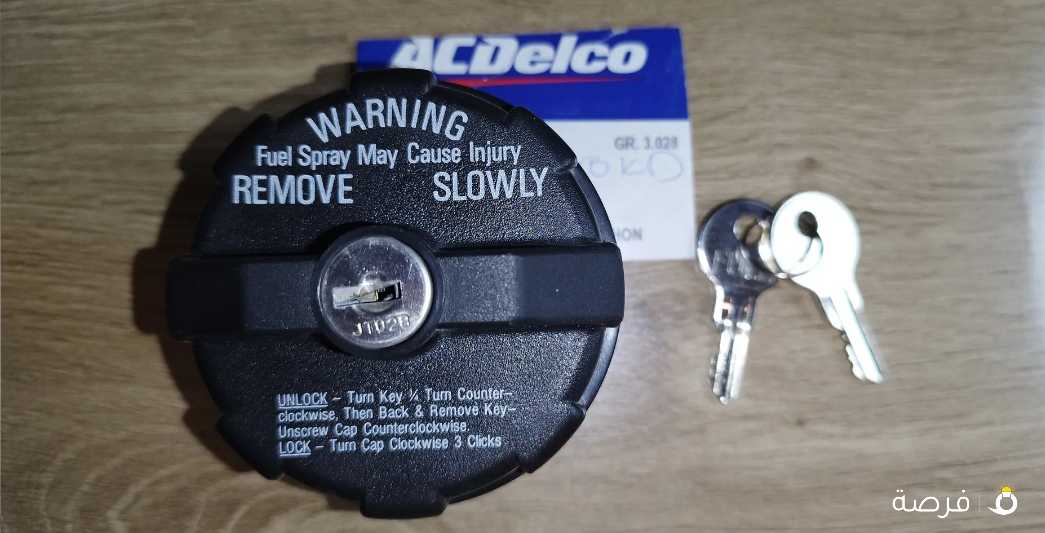 ACDelco
GR. 3.028
WARNING
Fuel Spray May Cause Injury
REMOVE SLOWLY
JT02B
UNLOCK – Turn Key ¼ Turn Counter-
clockwise, Then Back & Remove Key–
Unscrew Cap Counterclockwise.
LOCK – Turn Cap Clockwise 3 Clicks
فرصة